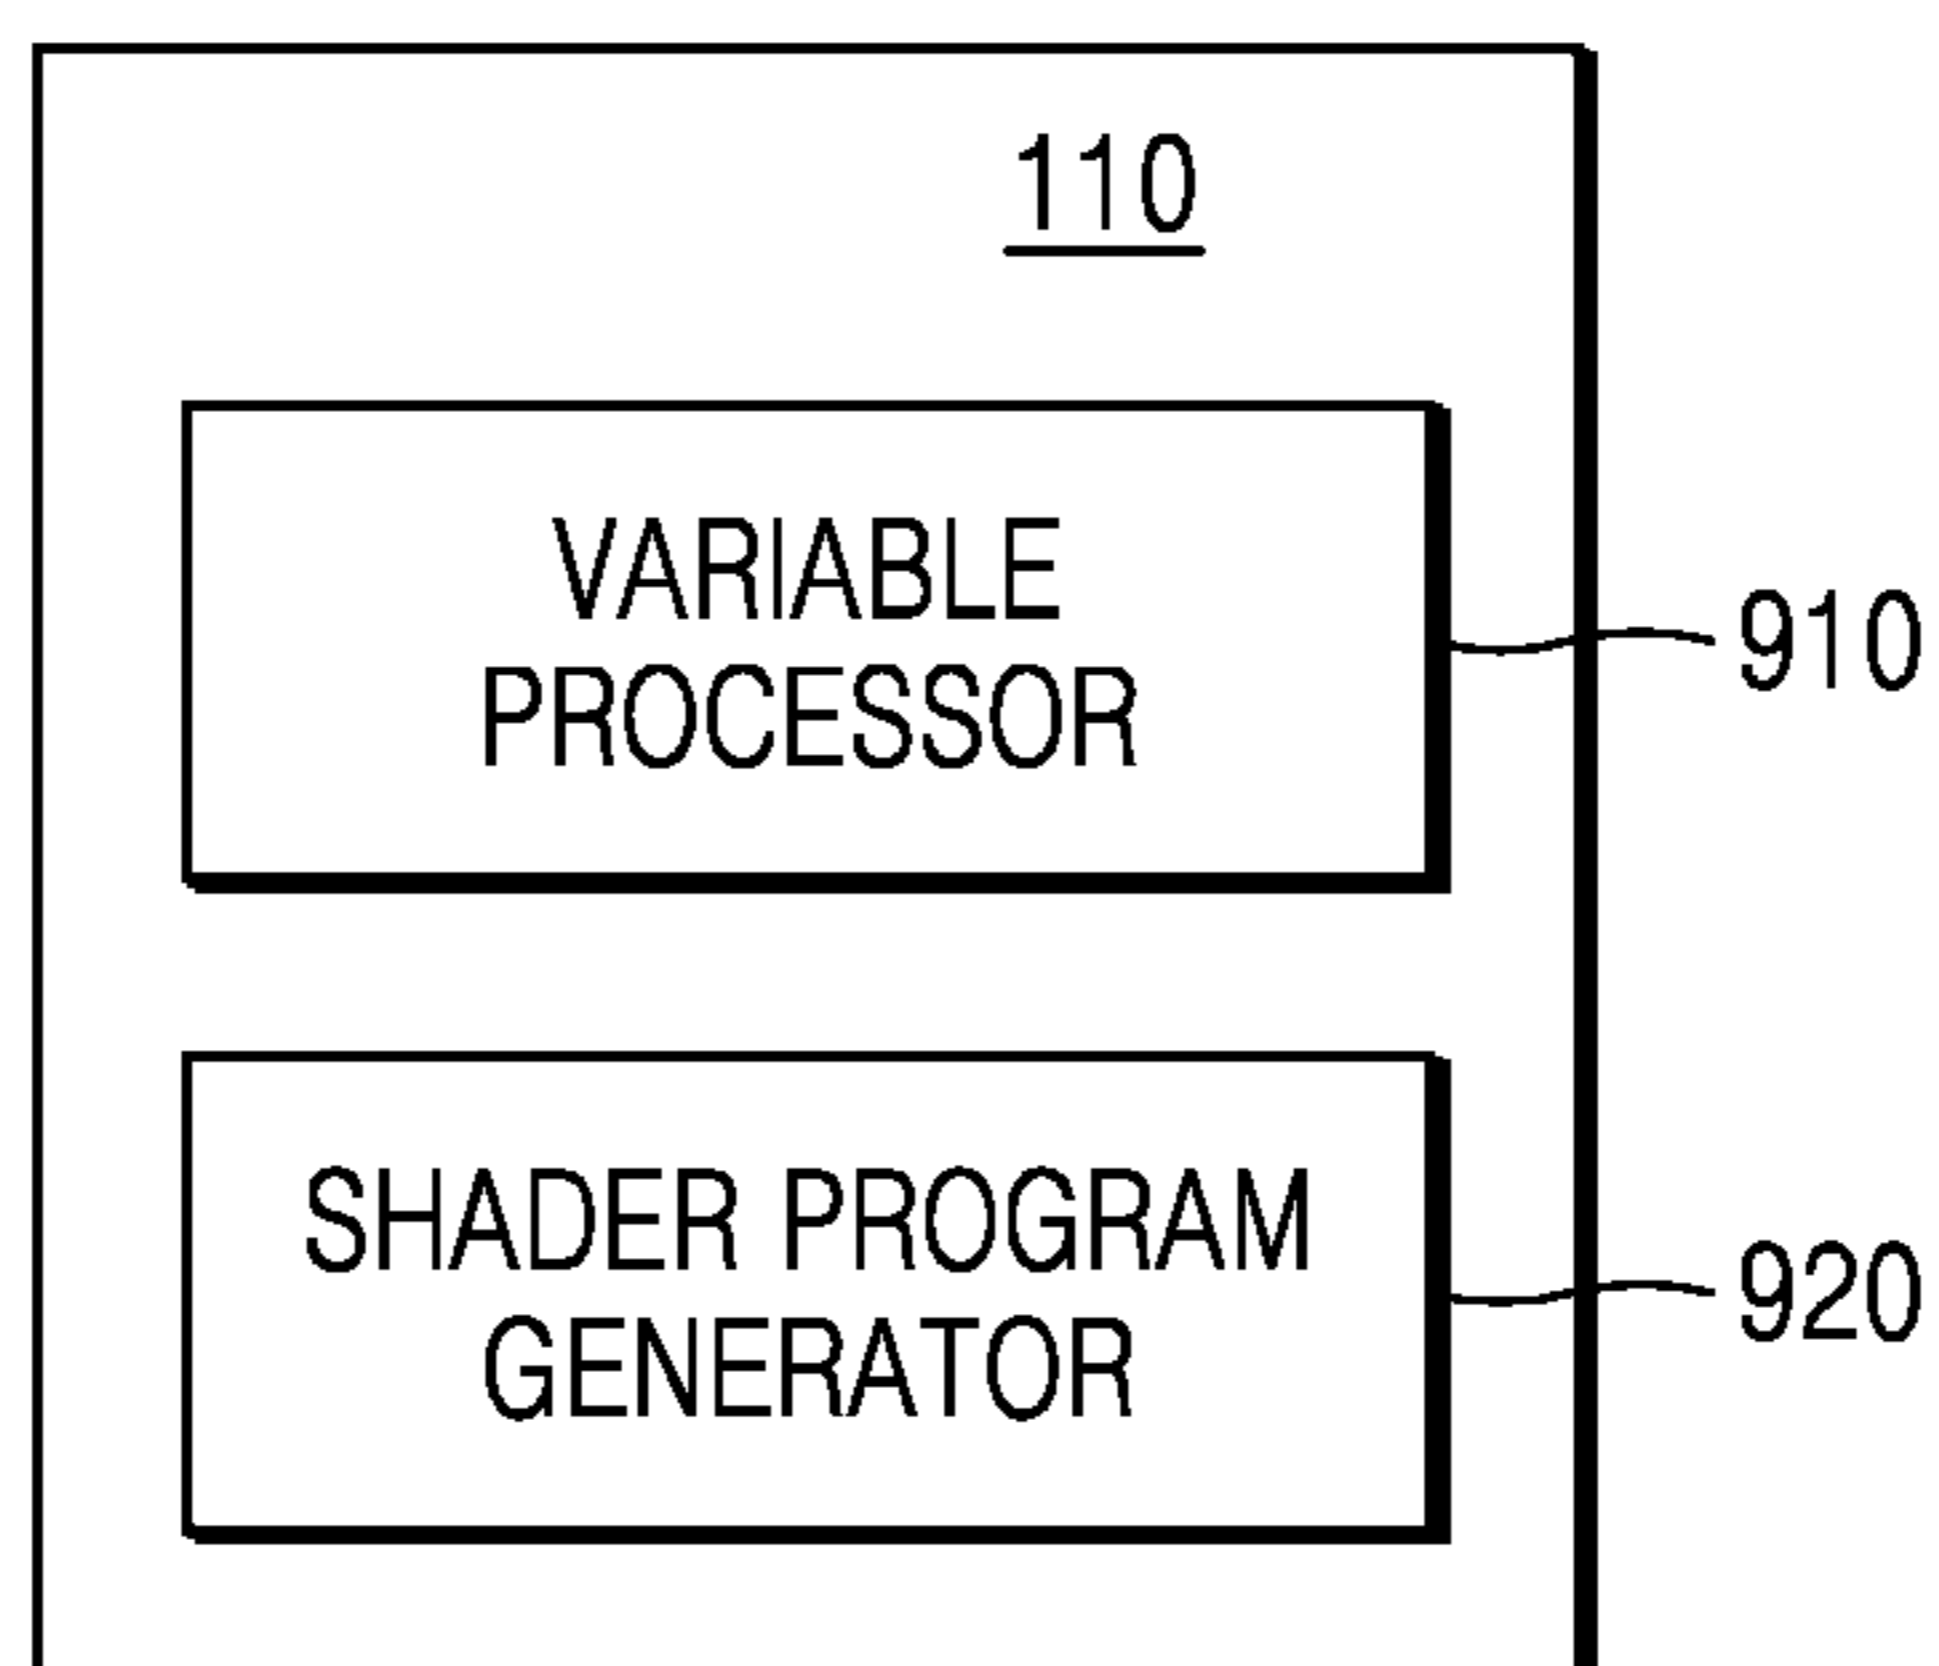 110
VARIABLE
PROCESSOR
910
SHADER PROGRAM
GENERATOR
920